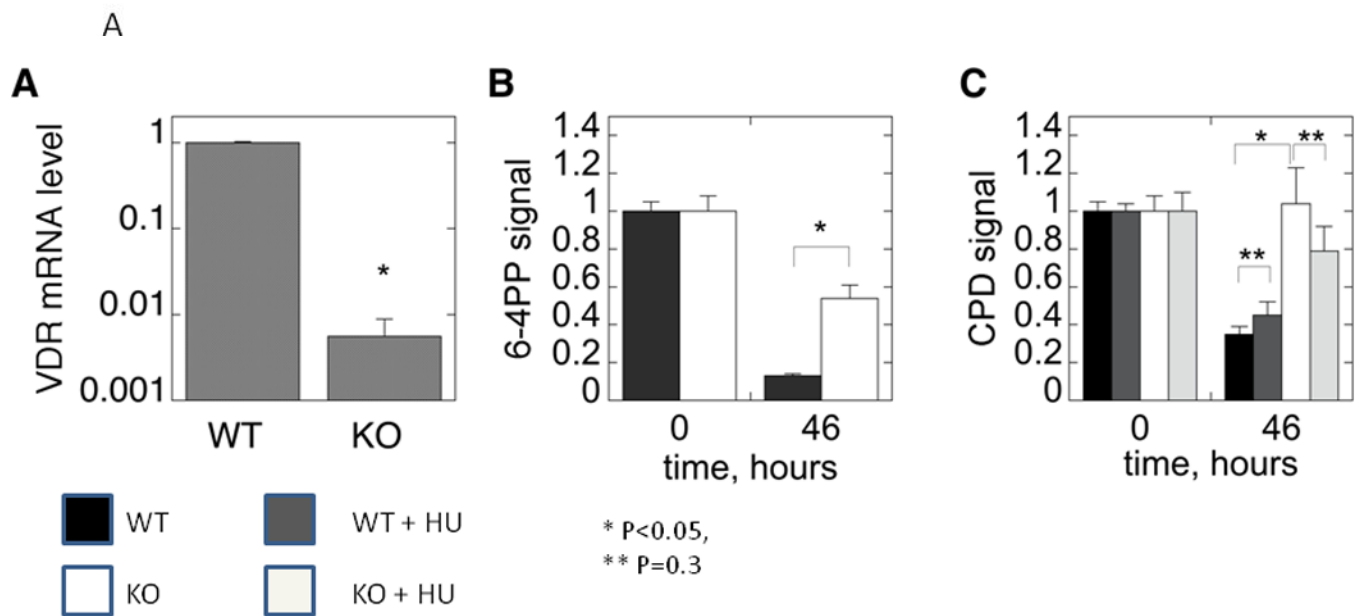 A
A
VDR mRNA level
1
0.1
0.01
0.001
*
WT KO
B
6-4PP signal
1.4
1.2
1
0.8
0.6
0.4
0.2
0
*
0 46
time, hours
C
CPD signal
1.4
1.2
1
0.8
0.6
0.4
0.2
0
* **
**
0 46
time, hours
WT WT + HU
KO KO + HU
* P<0.05,
** P=0.3